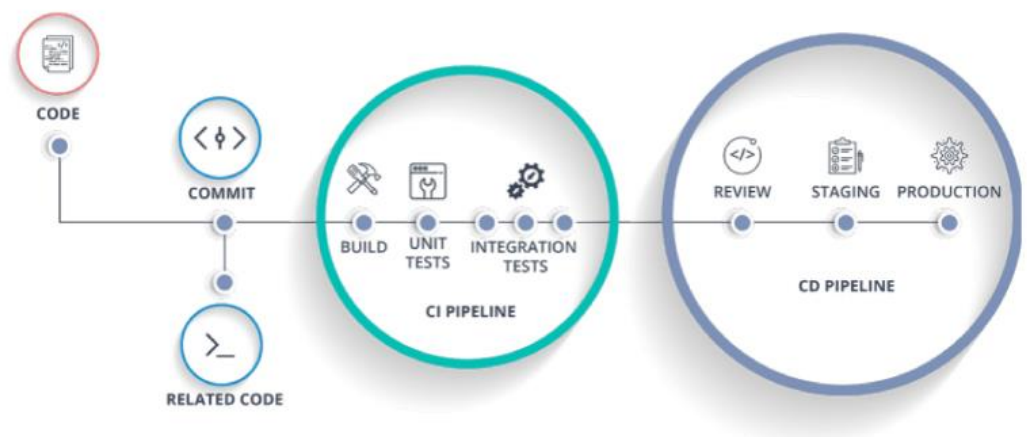 CODE
COMMIT
RELATED CODE
BUILD
UNIT
TESTS
INTEGRATION
TESTS
CI PIPELINE
REVIEW
STAGING
PRODUCTION
CD PIPELINE